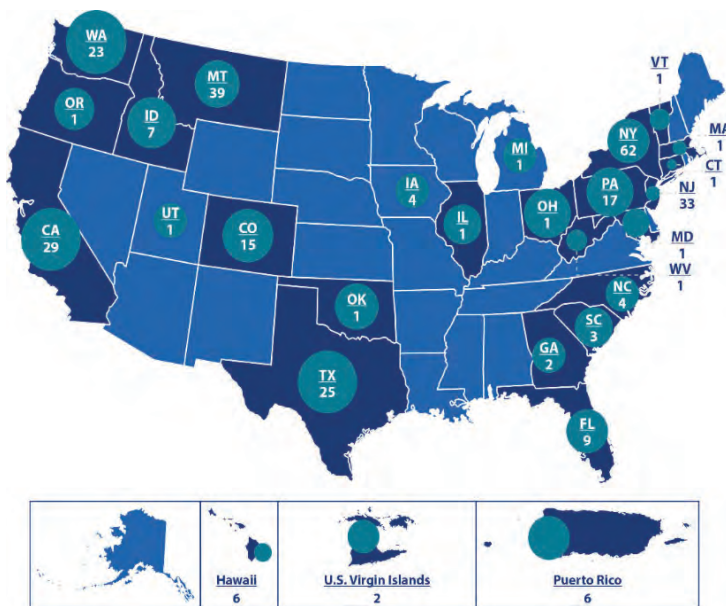 WA
23
OR
1
ID
7
MT
39
VT
1
MI
1
NY
62
MA
1
CT
1
IA
4
PA
17
NJ
33
UT
1
CO
15
IL
1
OH
1
CA
29
MD
1
WV
1
OK
1
NC
4
SC
3
GA
2
TX
25
FL
9
Hawaii
6
U.S. Virgin Islands
2
Puerto Rico
6